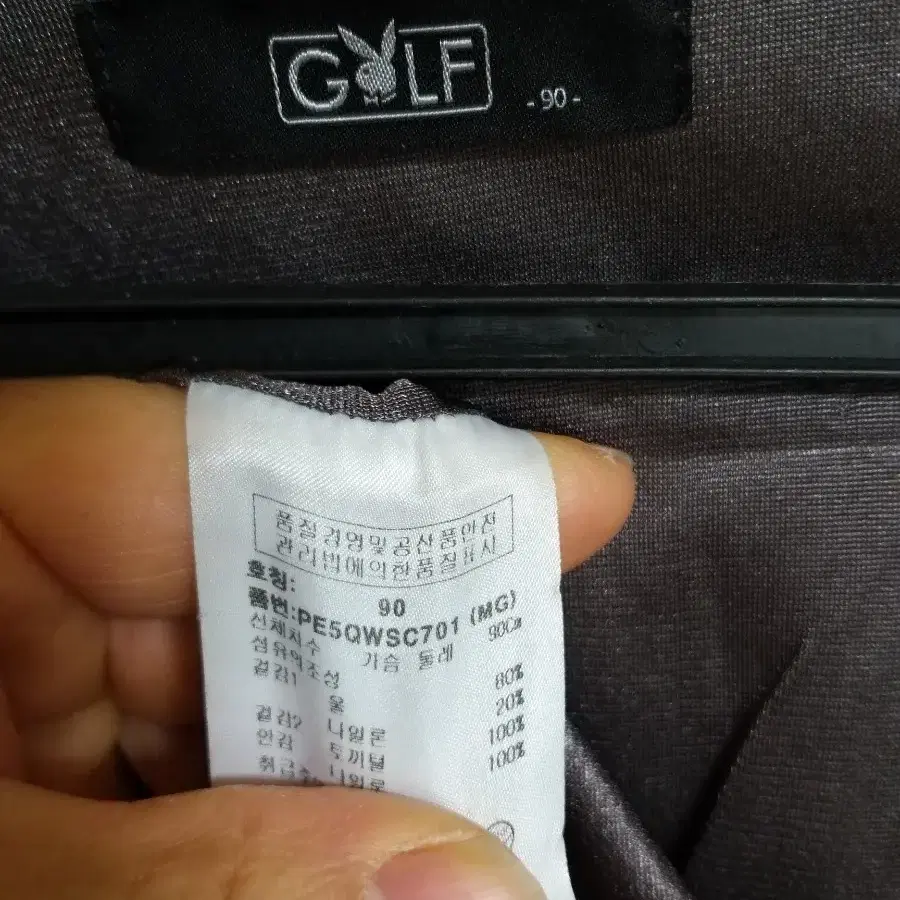 GOLF
-90-
품질경영및공산품안전
관리법에의한품질표시
호칭: 90
품번:PE5QWSC701 (MG)
신체치수 가슴 둘레 90Cm
섬유의조성
겉감1 울 80%
나일론 20%
겉감2 토끼털 100%
안감 나일론 100%